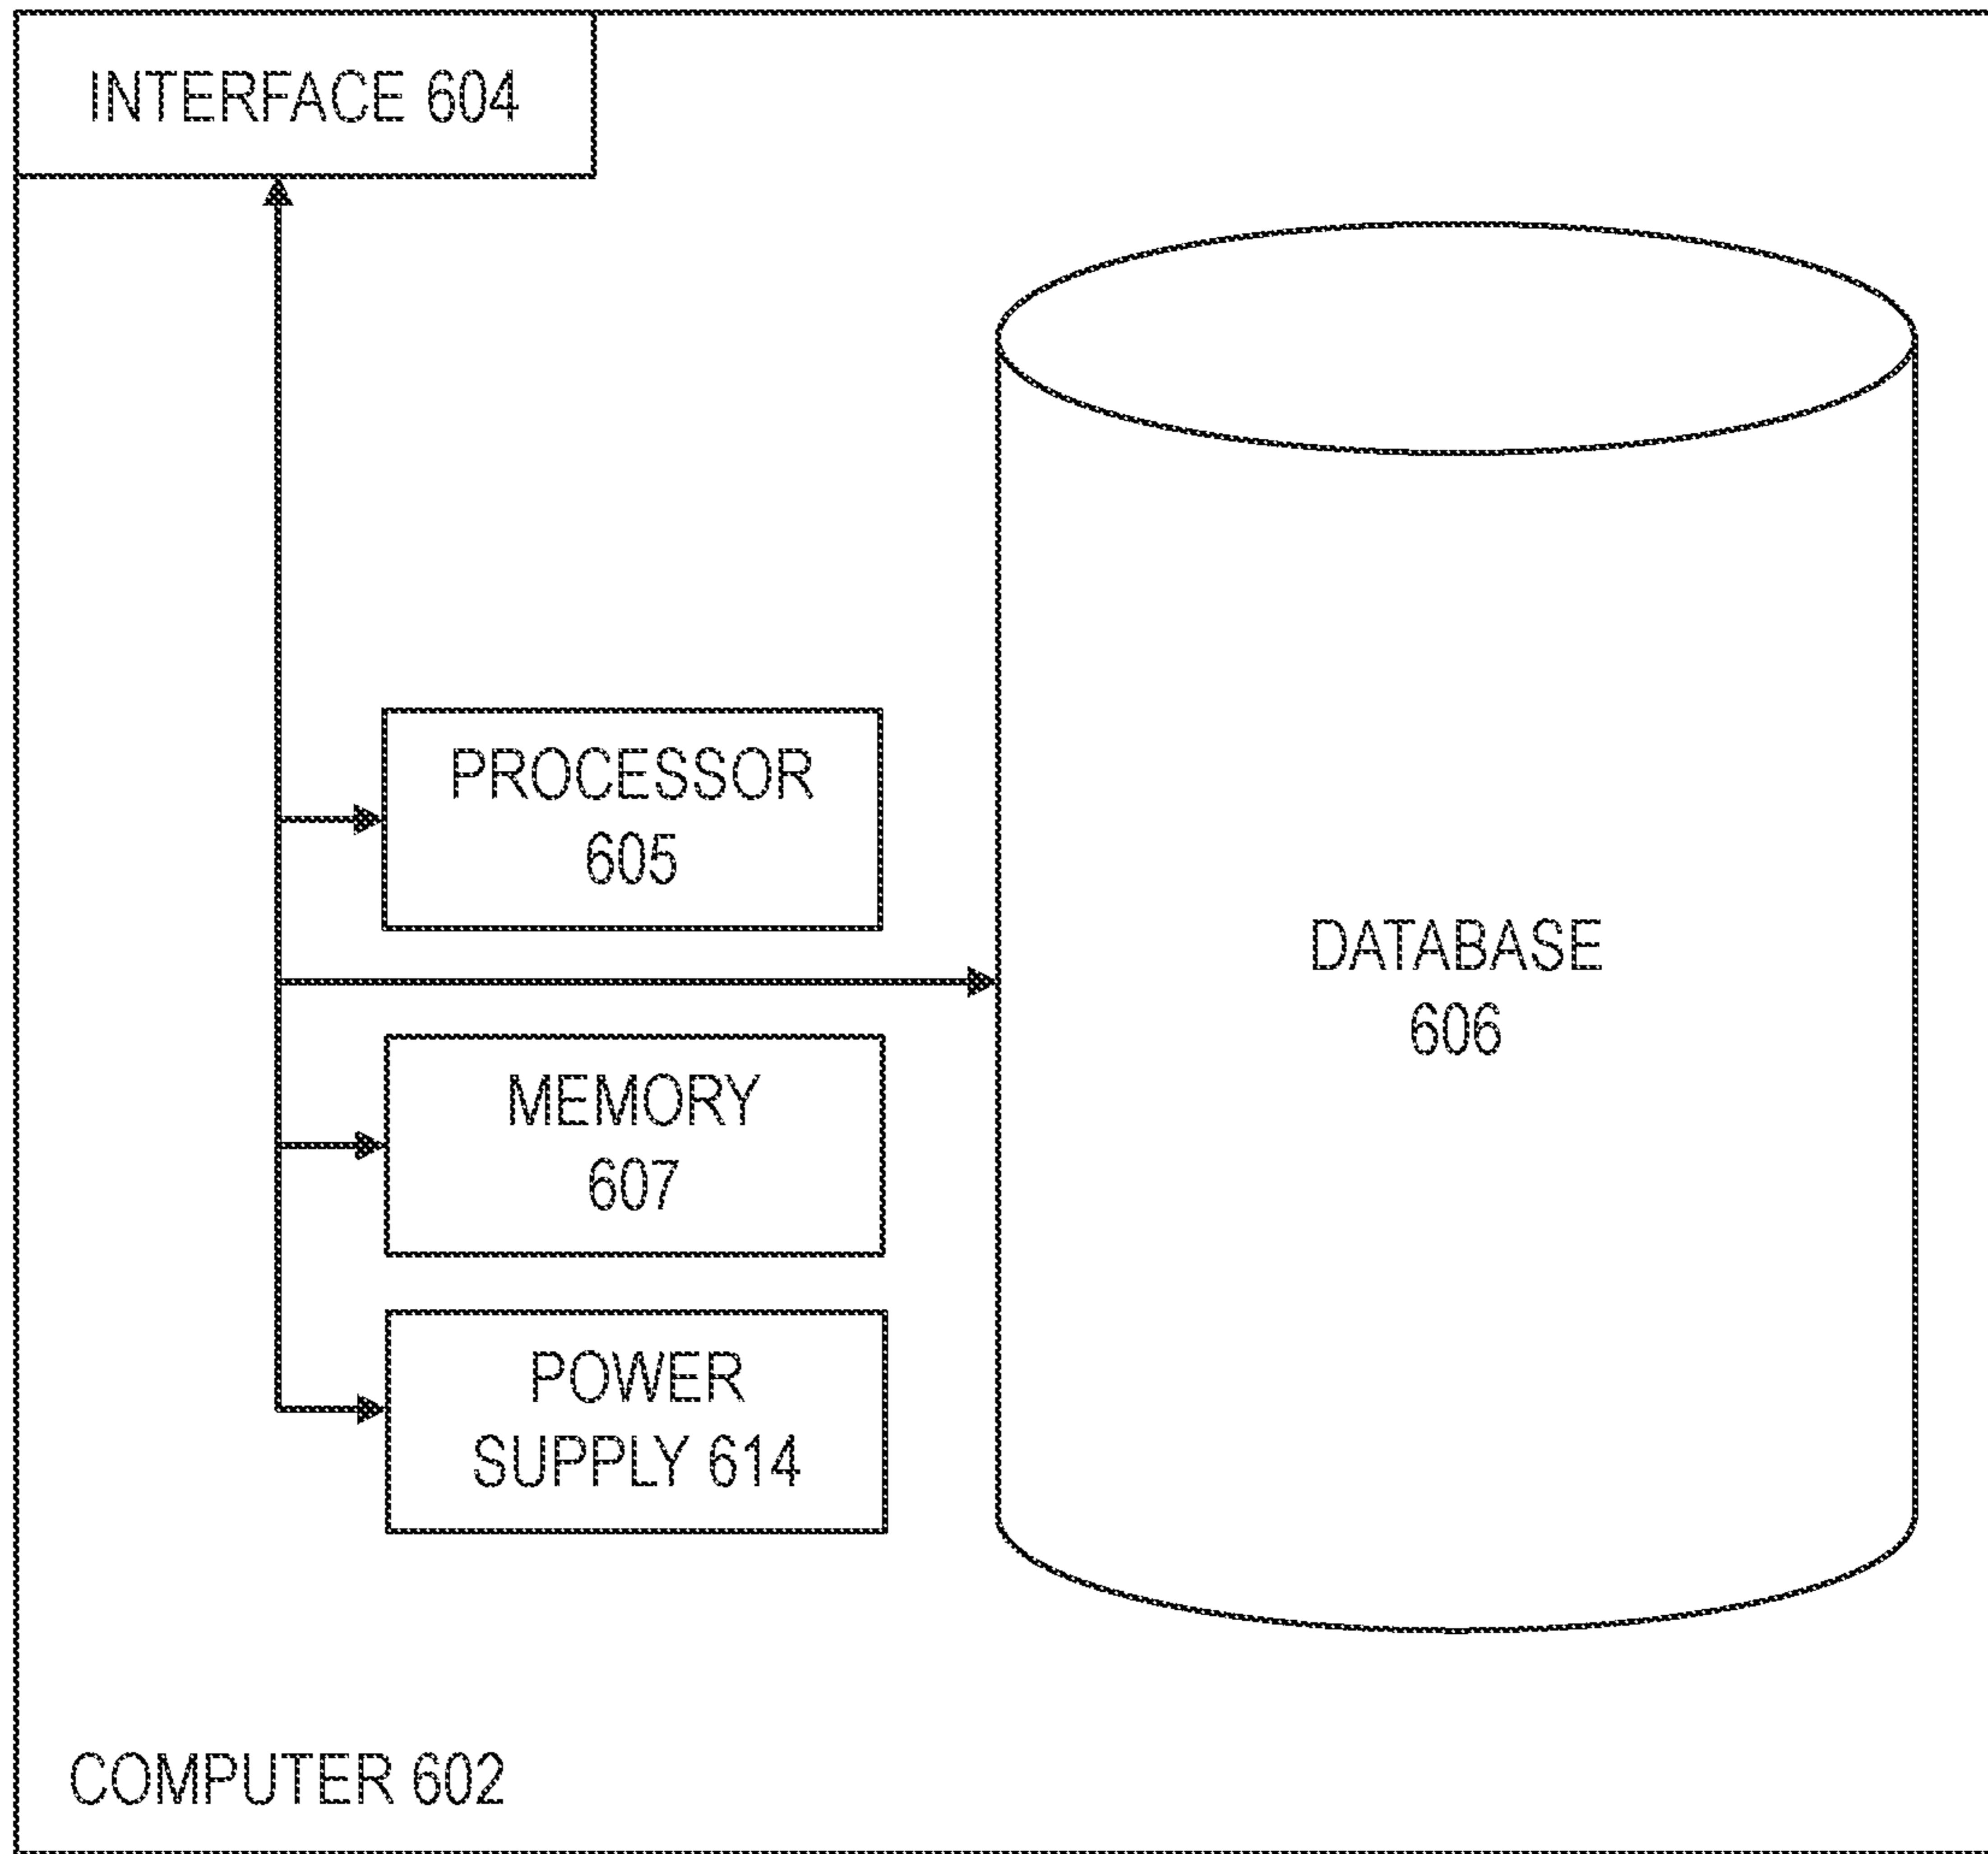 INTERFACE 604
PROCESSOR
605
DATABASE
606
MEMORY
607
POWER
SUPPLY 614
COMPUTER 602